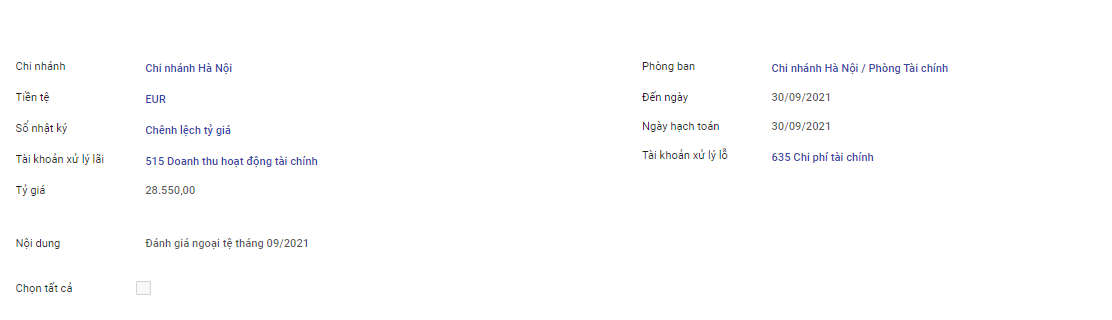 Chi nhánh Chi nhánh Hà Nội Phòng ban Chi nhánh Hà Nội / Phòng Tài chính
Tiền tệ EUR Đến ngày 30/09/2021
Sổ nhật ký Chênh lệch tỷ giá Ngày hạch toán 30/09/2021
Tài khoản xử lý lãi 515 Doanh thu hoạt động tài chính Tài khoản xử lý lỗ 635 Chi phí tài chính
Tỷ giá 28.550,00
Nội dung Đánh giá ngoại tệ tháng 09/2021
Chọn tất cả